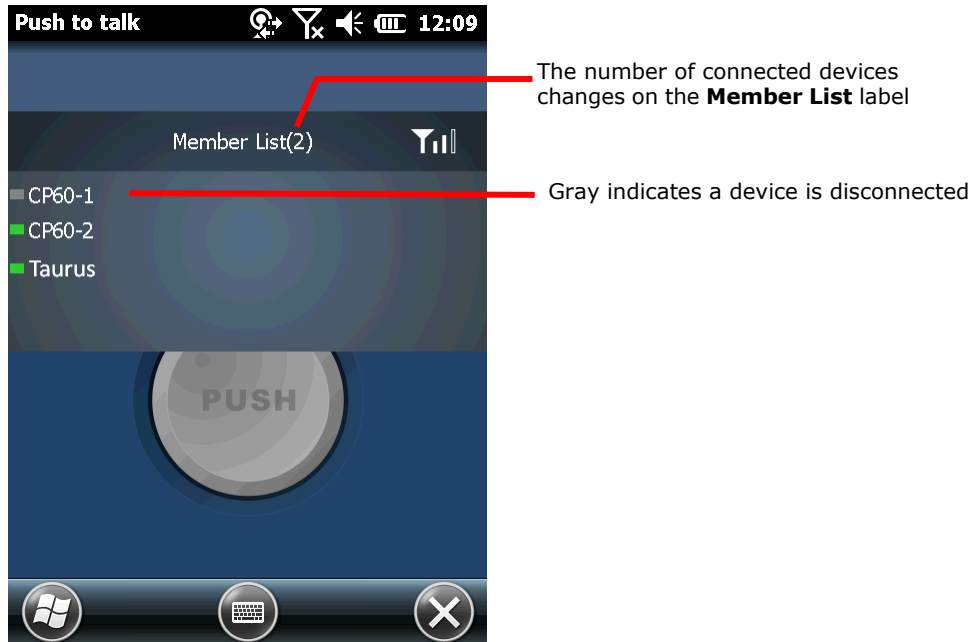 Push to talk 12:09
The number of connected devices
changes on the Member List label
Member List(2)
Gray indicates a device is disconnected
CP60-1
CP60-2
Taurus
PUSH